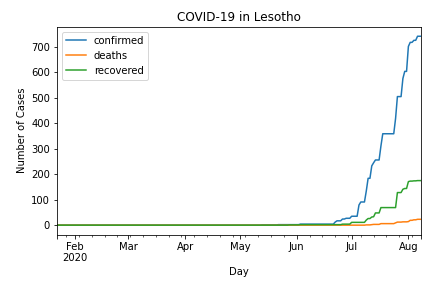 COVID-19 in Lesotho
confirmed
deaths
recovered
Number of Cases
700
600
500
400
300
200
100
0
Feb
2020
Mar
Apr
May
Jun
Jul
Aug
Day